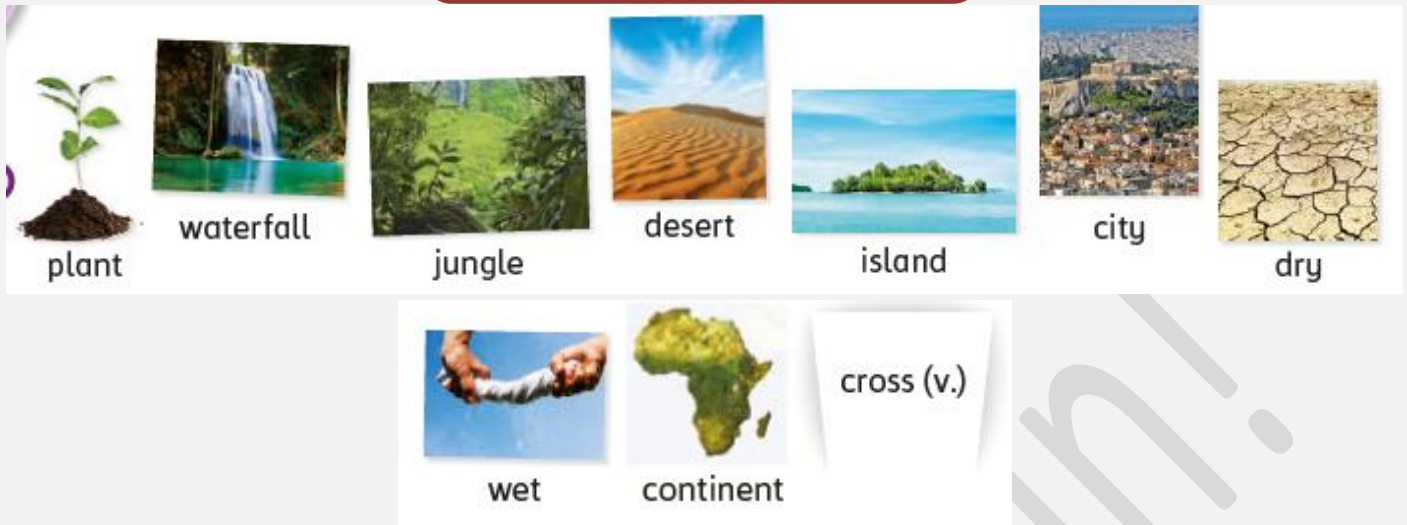 plant
waterfall
jungle
desert
island
city
dry
wet
continent
cross (v.)